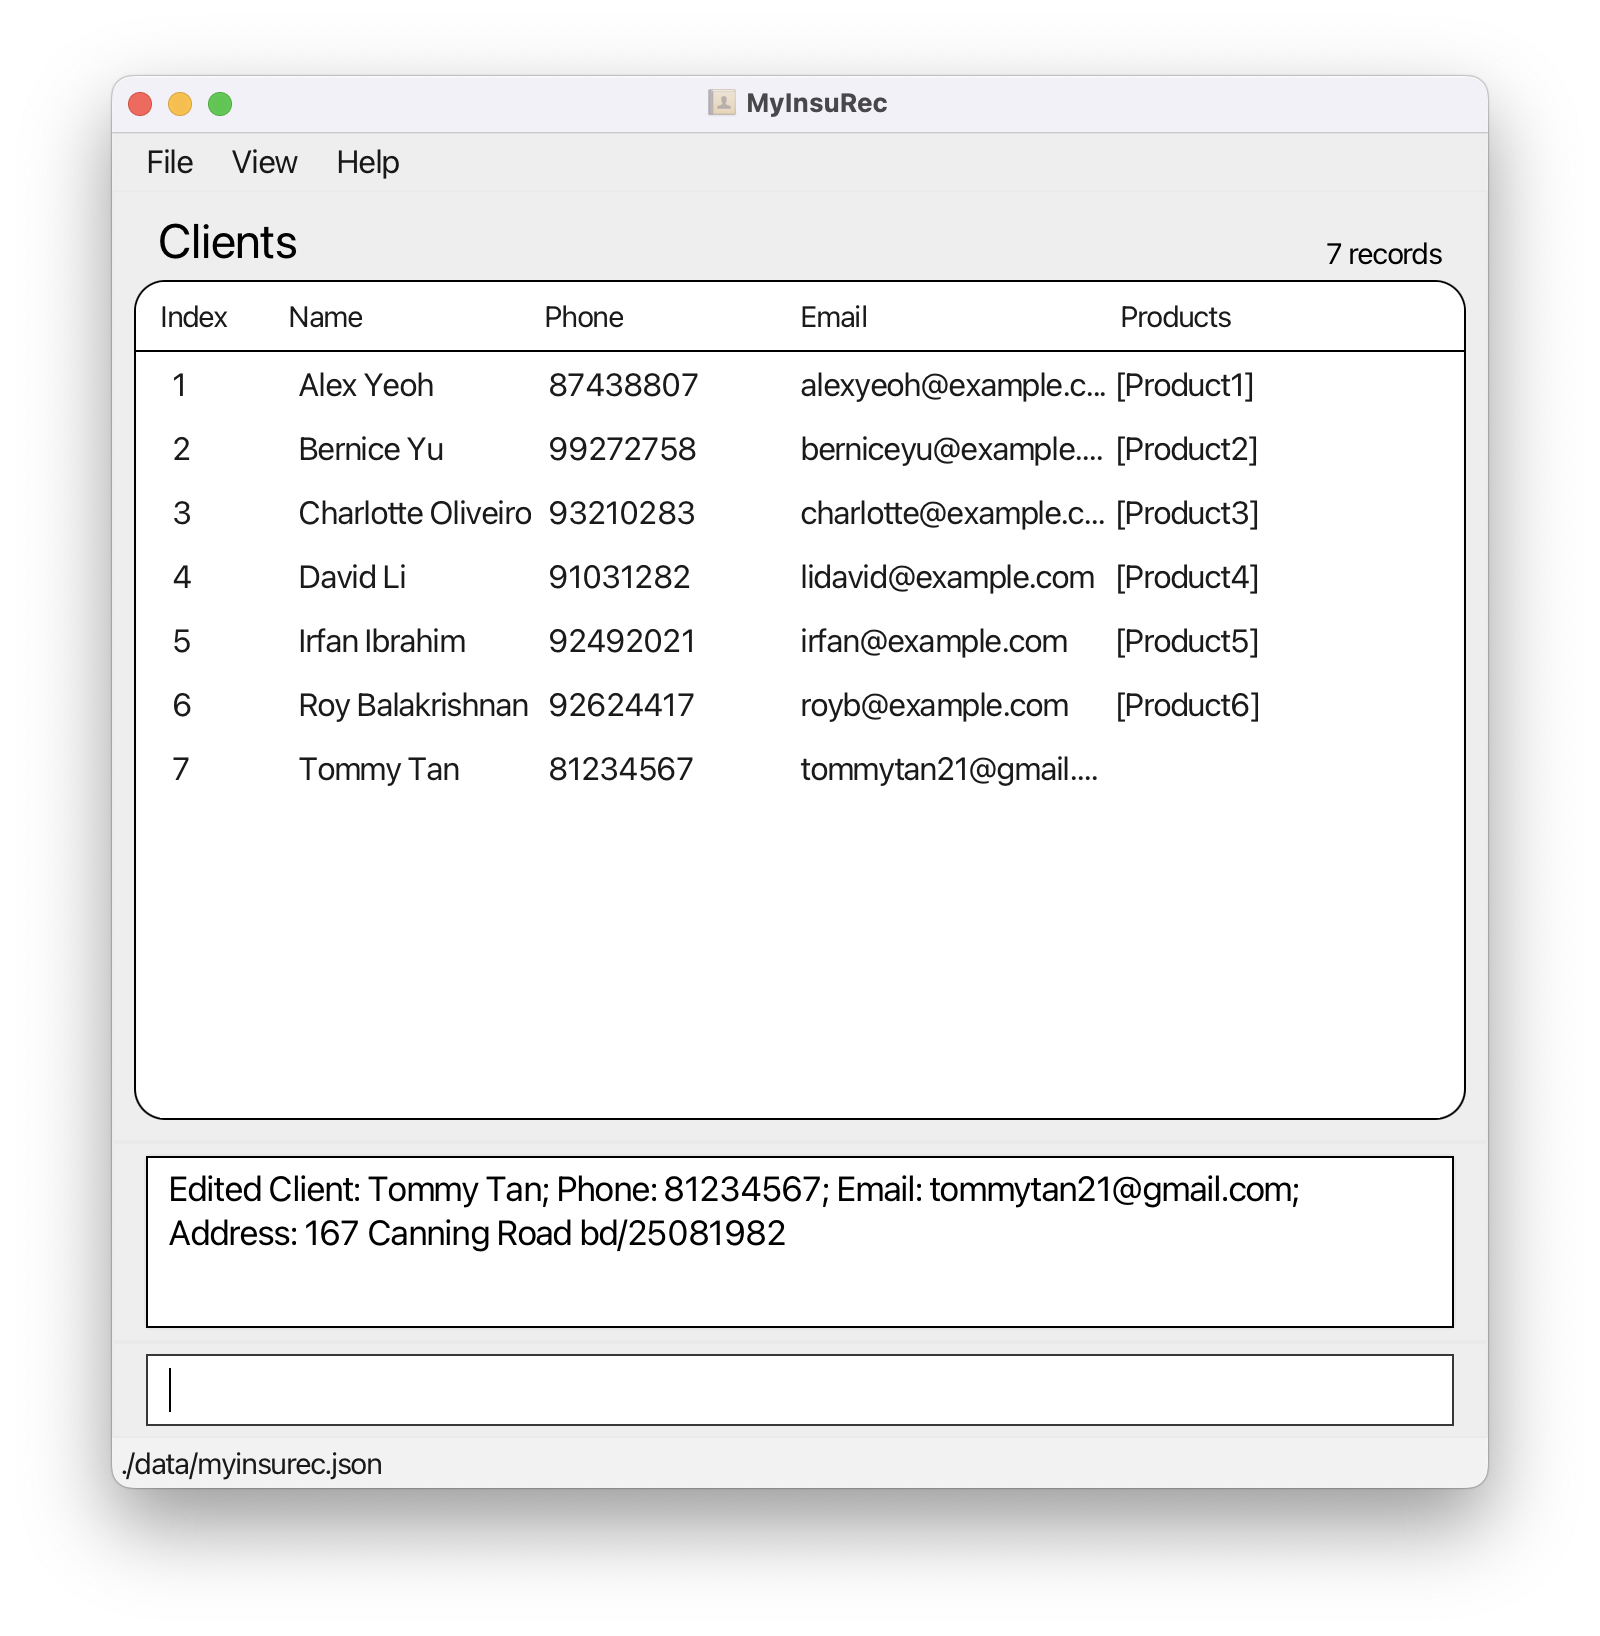 MyInsuRec
File View Help
Clients
7 records
Index Name Phone Email Products
1 Alex Yeoh 87438807 alexyeoh@example.c... [Product1]
2 Bernice Yu 99272758 berniceyu@example.... [Product2]
3 Charlotte Oliveiro 93210283 charlotte@example.c... [Product3]
4 David Li 91031282 lidavid@example.com [Product4]
5 Irfan Ibrahim 92492021 irfan@example.com [Product5]
6 Roy Balakrishnan 92624417 royb@example.com [Product6]
7 Tommy Tan 81234567 tommytan21@gmail....
Edited Client: Tommy Tan; Phone: 81234567; Email: tommytan21@gmail.com;
Address: 167 Canning Road bd/25081982
./data/myinsurec.json